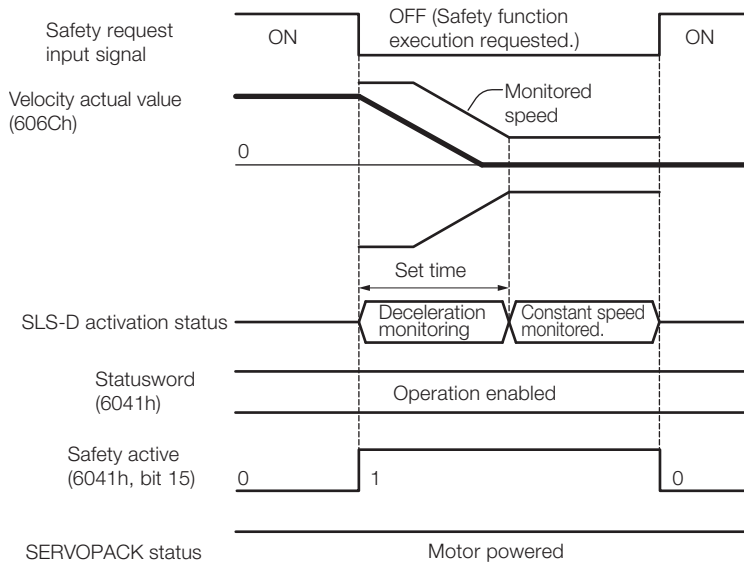 Safety request
input signal
ON
OFF (Safety function
execution requested.)
ON
Velocity actual value
(606Ch)
Monitored
speed
0
Set time
SLS-D activation status
Deceleration
monitoring
Constant speed
monitored.
Statusword
(6041h)
Operation enabled
Safety active
(6041h, bit 15)
0
1
0
SERVOPACK status
Motor powered